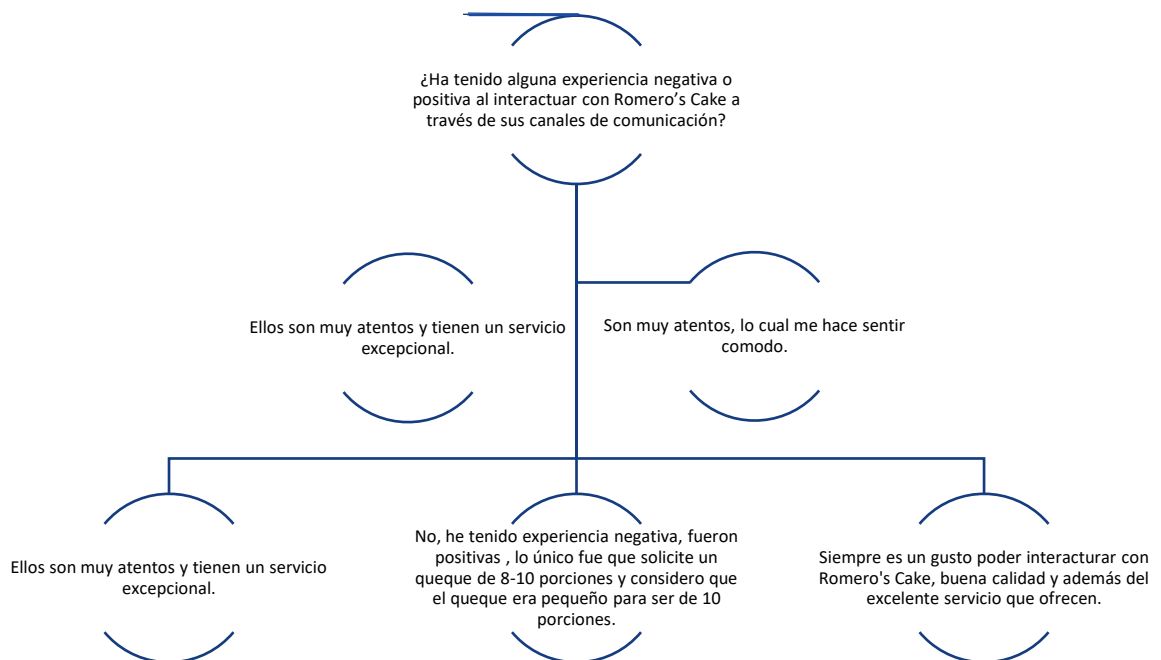 ¿Ha tenido alguna experiencia negativa o
positiva al interactuar con Romero’s Cake a
través de sus canales de comunicación?
Ellos son muy atentos y tienen un servicio
excepcional.
Son muy atentos, lo cual me hace sentir
comodo.
Ellos son muy atentos y tienen un servicio
excepcional.
No, he tenido experiencia negativa, fueron
positivas , lo único fue que solicite un
queque de 8-10 porciones y considero que
el queque era pequeño para ser de 10
porciones.
Siempre es un gusto poder interacturar con
Romero's Cake, buena calidad y además del
excelente servicio que ofrecen.